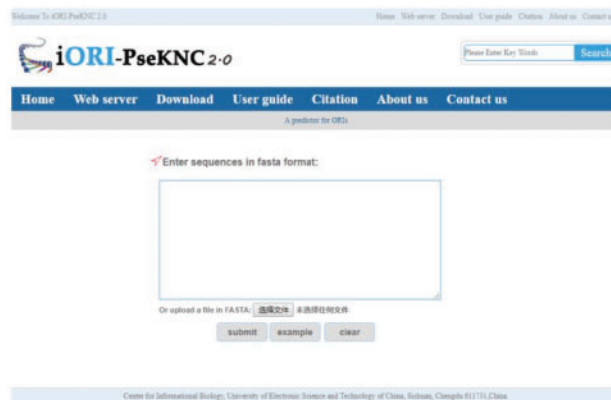 Welcome To iORI-PseKNC 2.0
Home Web-server Download User guide Citation About us Contact us
iORI-PseKNC 2.0
Please Enter Key Words Search
Home Web server Download User guide Citation About us Contact us
A predictor for ORIs
Enter sequences in fasta format:
Or upload a file in FASTA: 选择文件 未选择任何文件
submit example clear
Center for Informational Biology, University of Electronic Science and Technology of China, Sichuan, Chengdu 611731,China